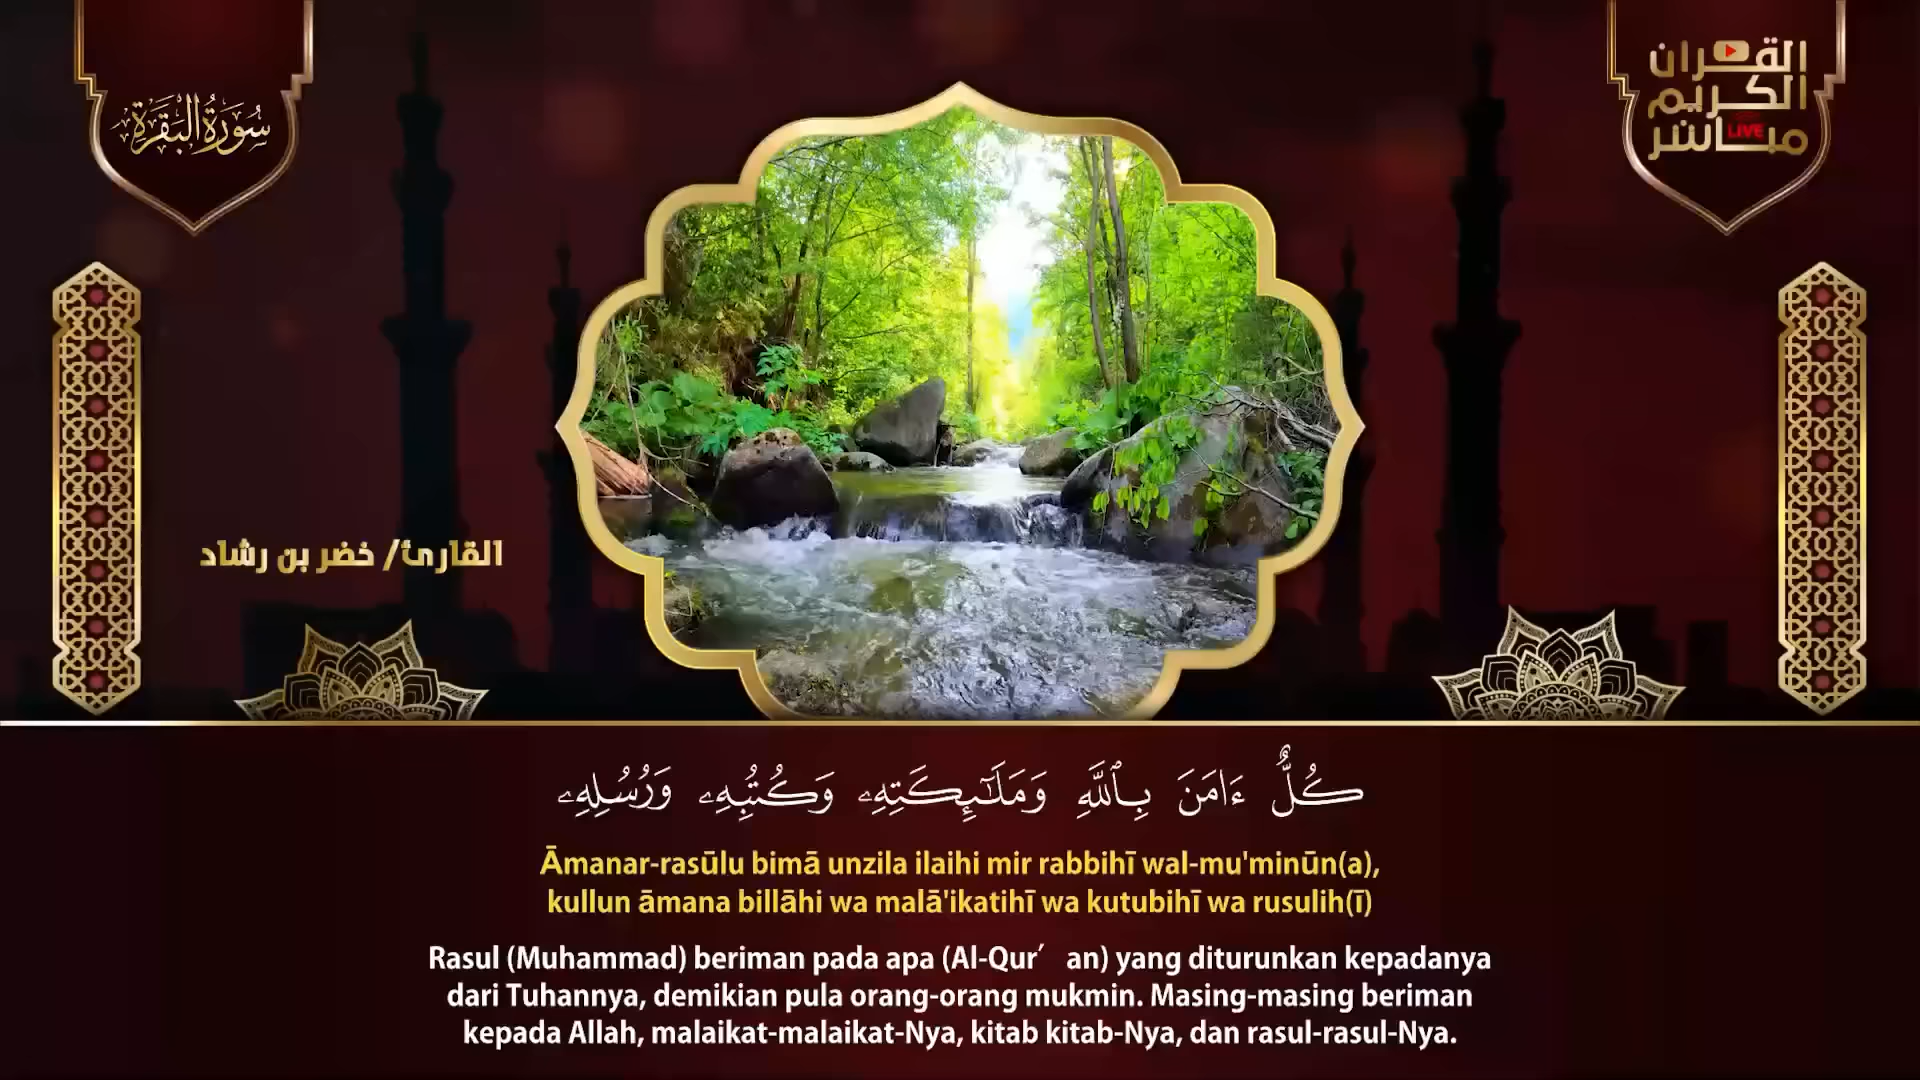 سُورَةُ البَقَرَةِ
القرآن
الكريم
مباشر
LIVE
القارئ/ خضر بن رشاد
كُلٌّ ءَامَنَ بِٱللَّهِ وَمَلَٰٓئِكَتِهِۦ وَكُتُبِهِۦ وَرُسُلِهِۦ
Āmanar-rasūlu bimā unzila ilaihi mir rabbihī wal-mu'minūn(a),
kullun āmana billāhi wa malā'ikatihī wa kutubihī wa rusulih(ī)
Rasul (Muhammad) beriman pada apa (Al-Qur′ an) yang diturunkan kepadanya
dari Tuhannya, demikian pula orang-orang mukmin. Masing-masing beriman
kepada Allah, malaikat-malaikat-Nya, kitab kitab-Nya, dan rasul-rasul-Nya.